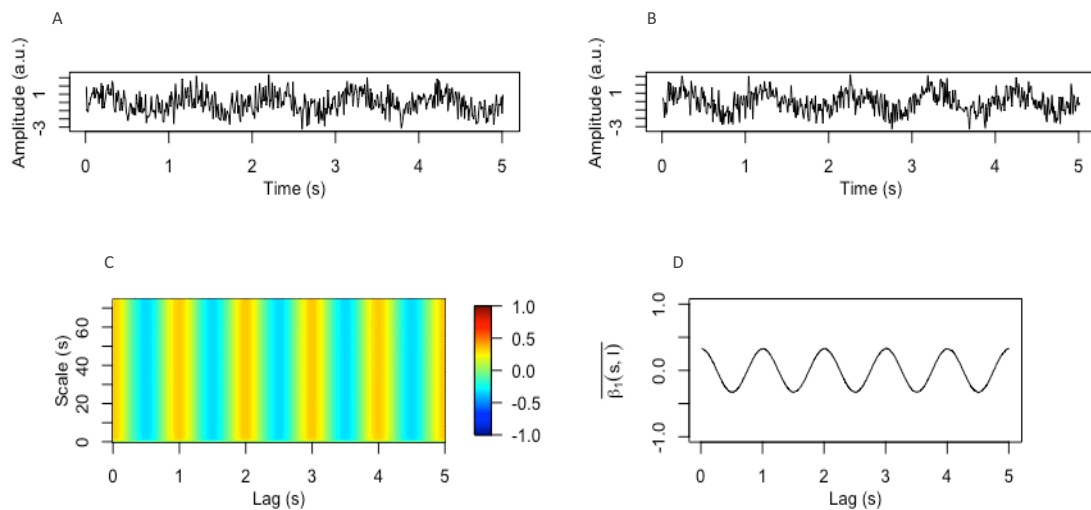 A
Amplitude (a.u.)
-3 1
0 1 2 3 4 5
Time (s)
B
Amplitude (a.u.)
-3 1
0 1 2 3 4 5
Time (s)
C
Scale (s)
0 20 40 60
0 1 2 3 4 5
Lag (s)
1.0
0.5
0.0
-0.5
-1.0
D
β₁(s, l)
-1.0 0.0 1.0
0 1 2 3 4 5
Lag (s)